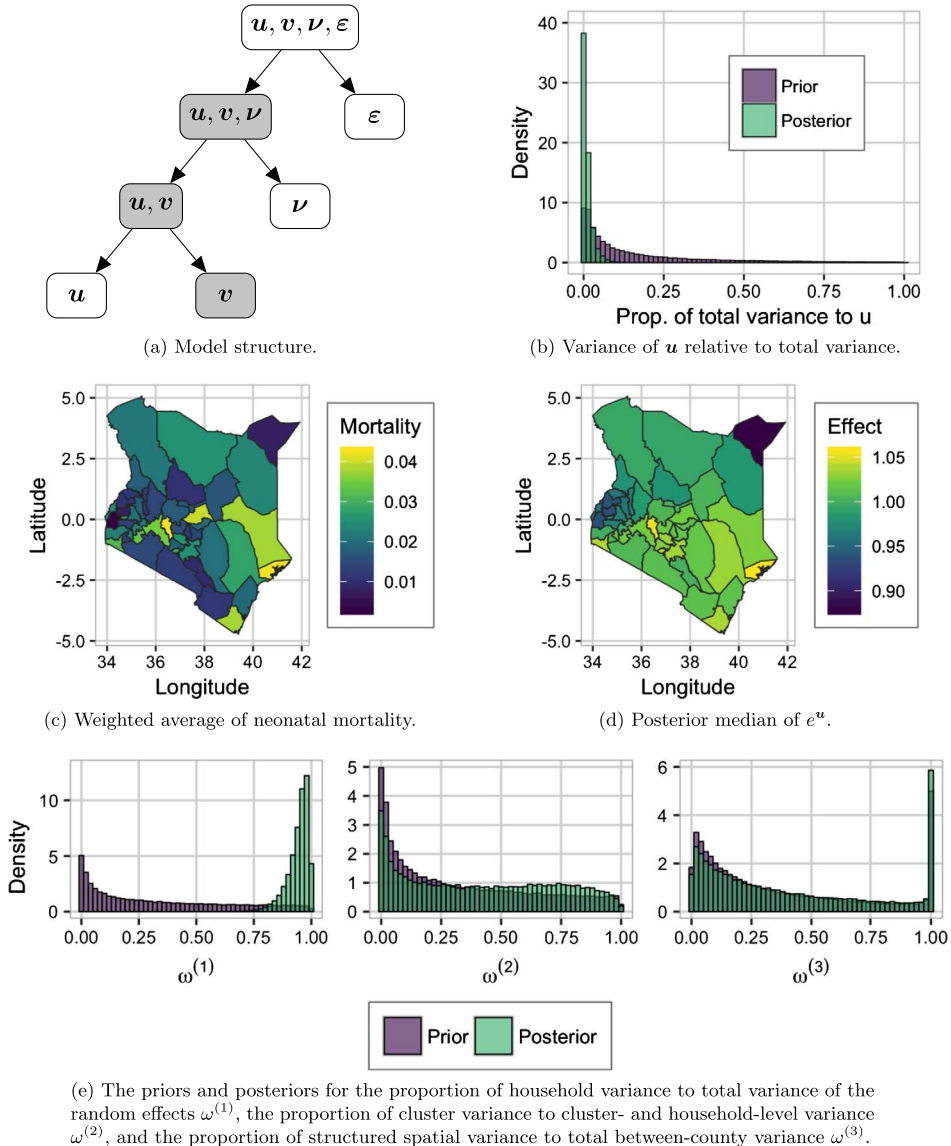 u, v, ν, ε
u, v, ν
ε
u, v
ν
u
v
(a) Model structure.
40
30
20
10
0
Density
Prior
Posterior
0.00
0.25
0.50
0.75
1.00
Prop. of total variance to u
(b) Variance of u relative to total variance.
5.0
2.5
0.0
-2.5
-5.0
Latitude
34
36
38
40
42
Longitude
Mortality
0.04
0.03
0.02
0.01
(c) Weighted average of neonatal mortality.
5.0
2.5
0.0
-2.5
-5.0
Latitude
34
36
38
40
42
Longitude
Effect
1.05
1.00
0.95
0.90
(d) Posterior median of e^u.
10
5
0
Density
0.00
0.25
0.50
0.75
1.00
ω(1)
5
4
3
2
1
0
0.00
0.25
0.50
0.75
1.00
ω(2)
6
4
2
0
0.00
0.25
0.50
0.75
1.00
ω(3)
Prior
Posterior
(e) The priors and posteriors for the proportion of household variance to total variance of the
random effects ω(1), the proportion of cluster variance to cluster- and household-level variance
ω(2), and the proportion of structured spatial variance to total between-county variance ω(3).